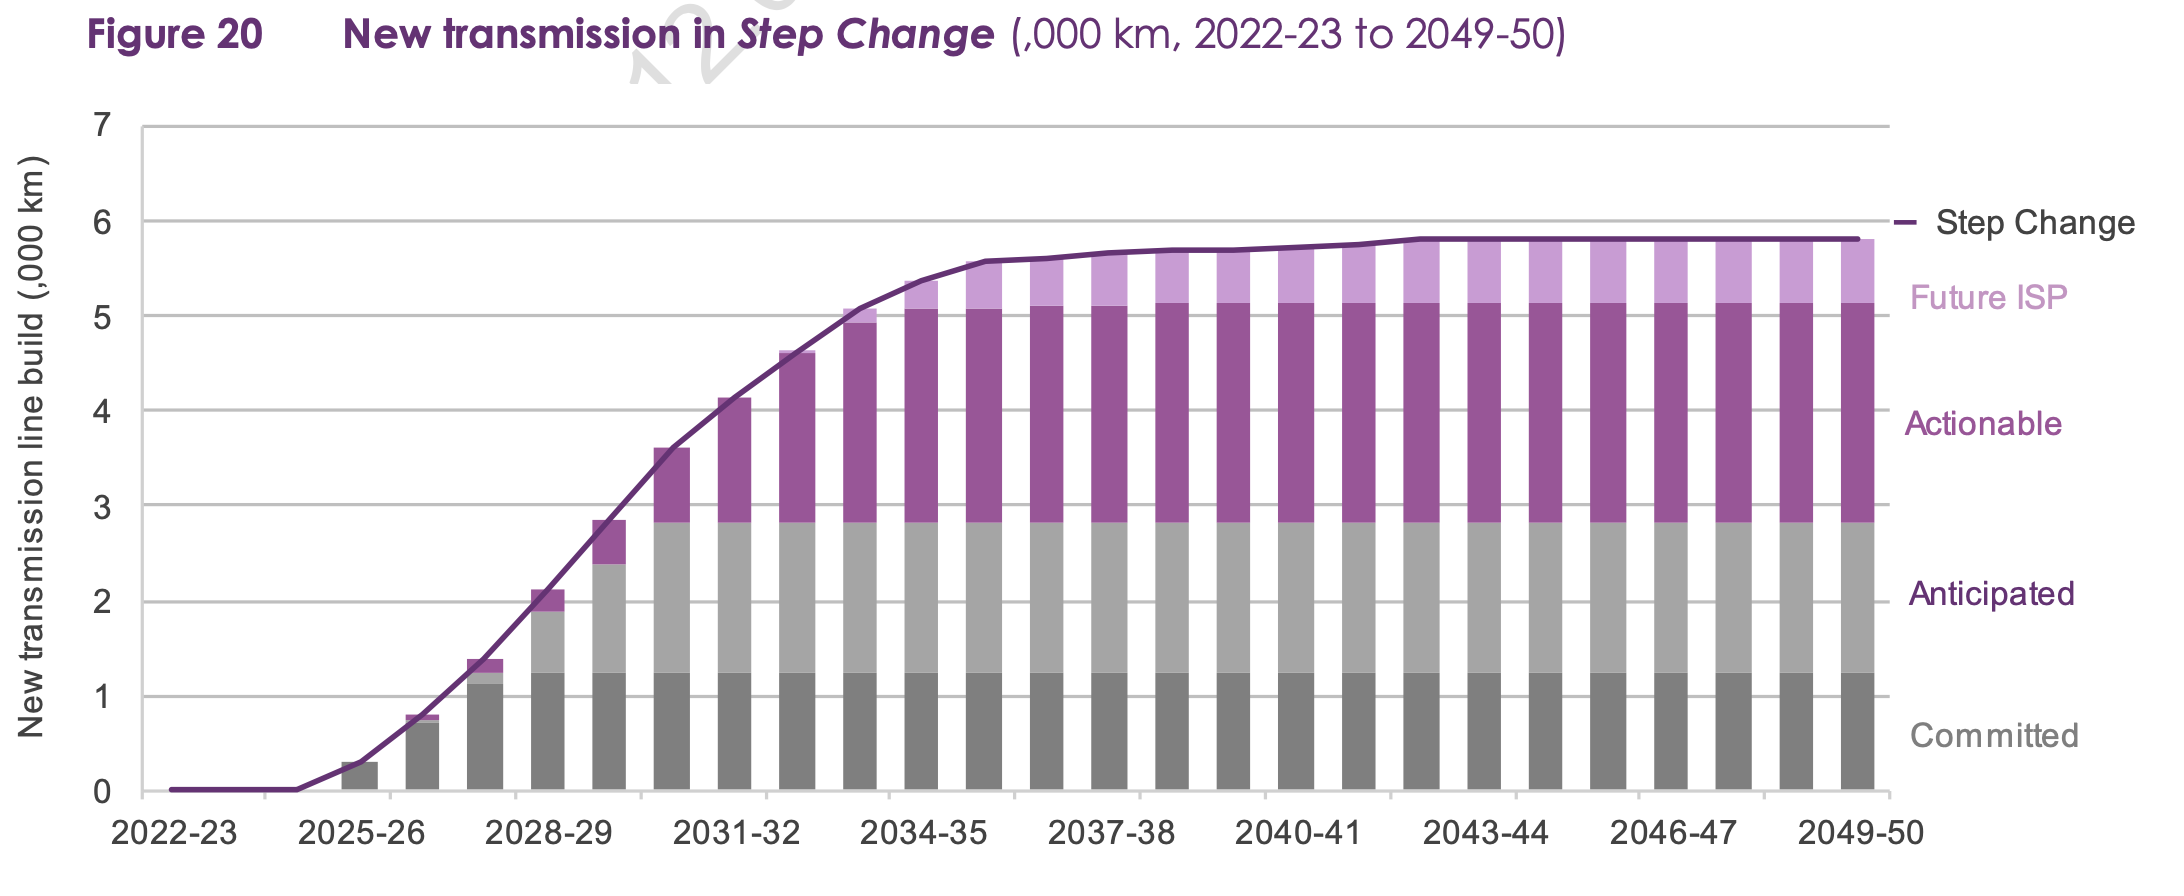 Figure 20 New transmission in Step Change (,000 km, 2022-23 to 2049-50)
12
New transmission line build (,000 km)
7
6
5
4
3
2
1
0
Step Change
Future ISP
Actionable
Anticipated
Committed
2022-23 2025-26 2028-29 2031-32 2034-35 2037-38 2040-41 2043-44 2046-47 2049-50